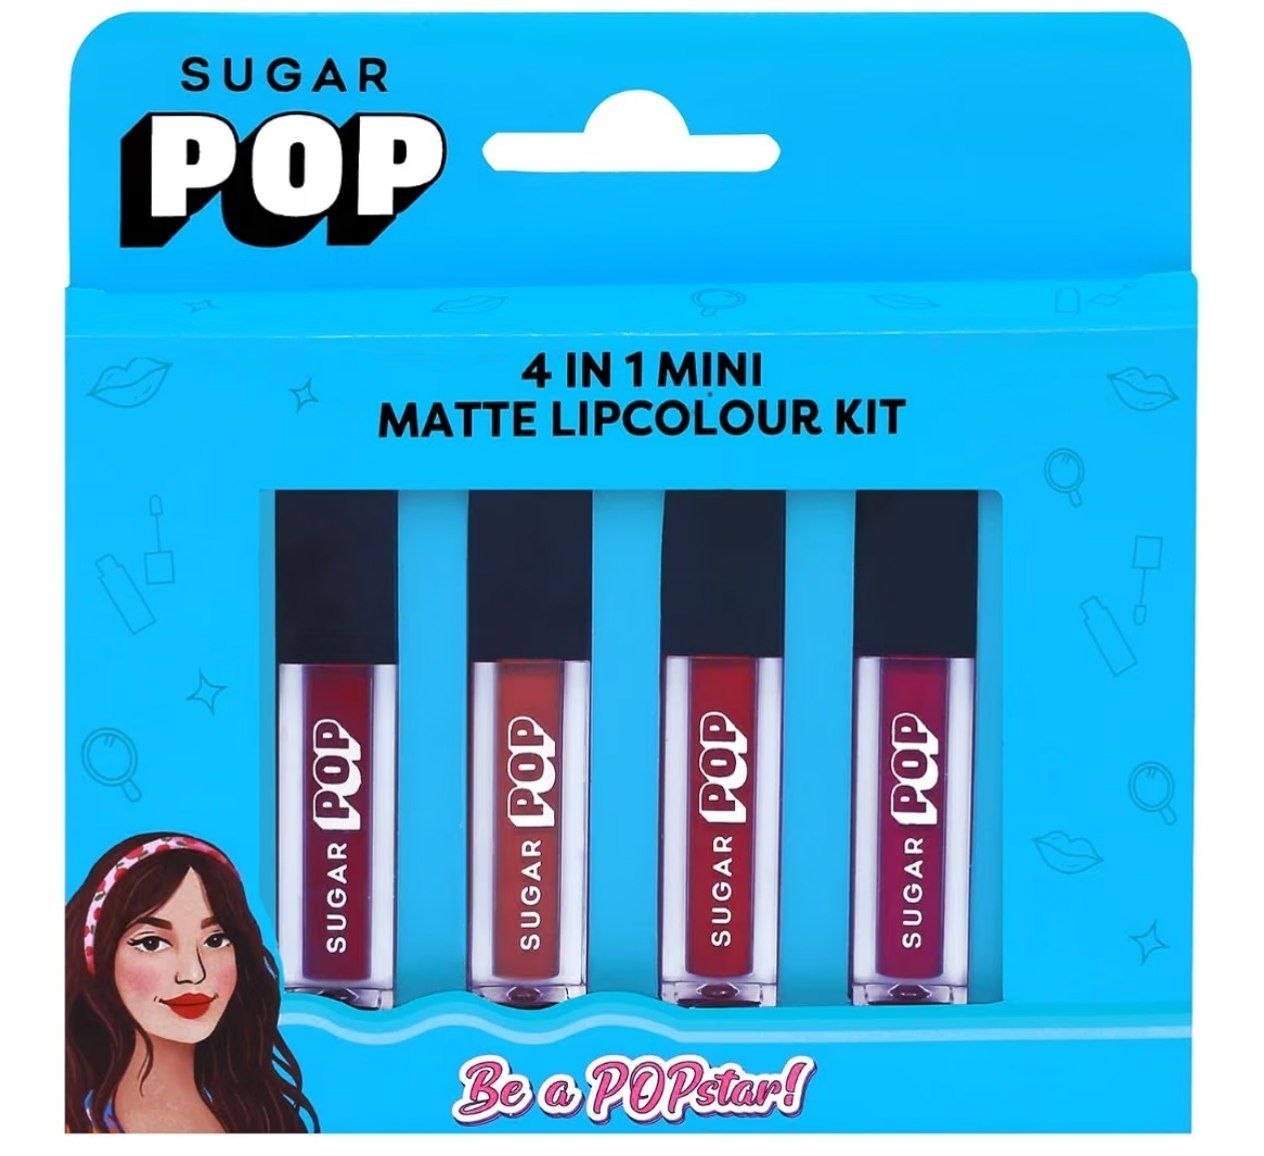 SUGAR
POP
4 IN 1 MINI
MATTE LIPCOLOUR KIT
SUGAR POP
SUGAR POP
SUGAR POP
SUGAR POP
Be a POPstar!